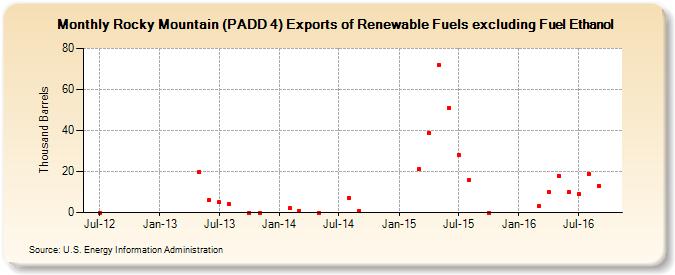 Monthly Rocky Mountain (PADD 4) Exports of Renewable Fuels excluding Fuel Ethanol
Thousand Barrels
80
60
40
20
0
Jul-12 Jan-13 Jul-13 Jan-14 Jul-14 Jan-15 Jul-15 Jan-16 Jul-16
Source: U.S. Energy Information Administration